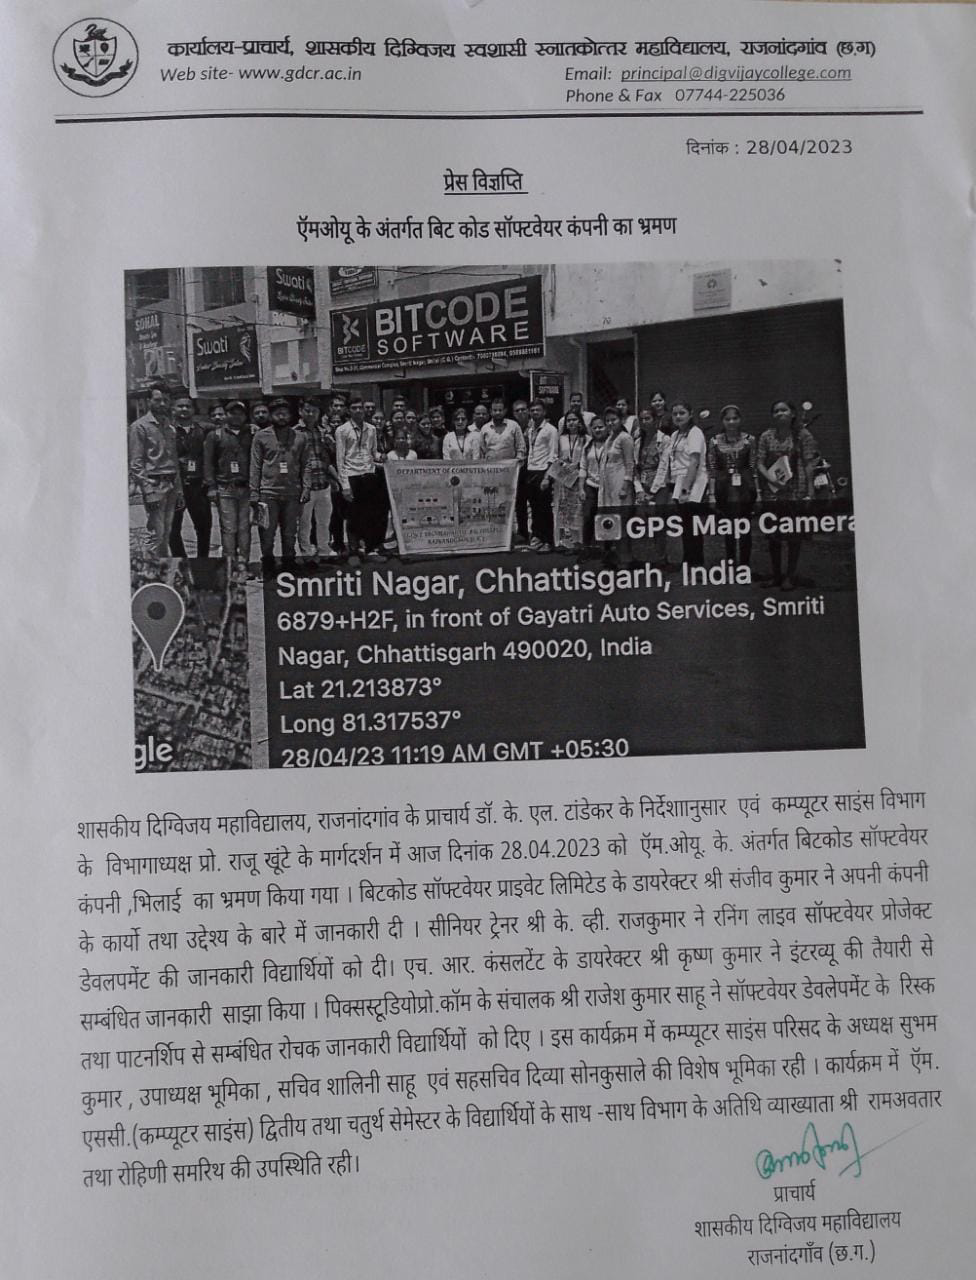 कार्यालय-प्राचार्य, शासकीय दिग्विजय स्वशासी स्नातकोत्तर महाविद्यालय, राजनांदगांव (छ.ग)
Web site- www.gdcr.ac.in
Email: principal@digvijaycollege.com
Phone & Fax 07744-225036
दिनांक : 28/04/2023
प्रेस विज्ञप्ति
ऍमओयू के अंतर्गत बिट कोड सॉफ्टवेयर कंपनी का भ्रमण
SONAL
Swati
Swati
BITCODE
SOFTWARE
BITCODE
BIT
SOFTWARE
DEPARTMENT OF COMPUTER SCIENCE
GPS Map Camera
Smriti Nagar, Chhattisgarh, India
6879+H2F, in front of Gayatri Auto Services, Smriti
Nagar, Chhattisgarh 490020, India
Lat 21.213873°
Long 81.317537°
28/04/23 11:19 AM GMT +05:30
gle
शासकीय दिग्विजय महाविद्यालय, राजनांदगांव के प्राचार्य डॉ. के. एल. टांडेकर के निर्देशाानुसार एवं कम्प्यूटर साइंस विभाग
के विभागाध्यक्ष प्रो. राजू खूंटे के मार्गदर्शन में आज दिनांक 28.04.2023 को ऍम.ओयू. के. अंतर्गत बिटकोड सॉफ्टवेयर
कंपनी ,भिलाई का भ्रमण किया गया । बिटकोड सॉफ्टवेयर प्राइवेट लिमिटेड के डायरेक्टर श्री संजीव कुमार ने अपनी कंपनी
के कार्यो तथा उद्देश्य के बारे में जानकारी दी । सीनियर ट्रेनर श्री के. व्ही. राजकुमार ने रनिंग लाइव सॉफ्टवेयर प्रोजेक्ट
डेवलपमेंट की जानकारी विद्यार्थियों को दी। एच. आर. कंसलटेंट के डायरेक्टर श्री कृष्ण कुमार ने इंटरव्यू की तैयारी से
सम्बंधित जानकारी साझा किया । पिक्सस्टूडियोप्रो.कॉम के संचालक श्री राजेश कुमार साहू ने सॉफ्टवेयर डेवलेपमेंट के रिस्क
तथा पाटनर्शिप से सम्बंधित रोचक जानकारी विद्यार्थियों को दिए । इस कार्यक्रम में कम्प्यूटर साइंस परिसद के अध्यक्ष सुभम
कुमार , उपाध्यक्ष भूमिका , सचिव शालिनी साहू एवं सहसचिव दिव्या सोनकुसाले की विशेष भूमिका रही । कार्यक्रम में ऍम.
एससी.(कम्प्यूटर साइंस) द्वितीय तथा चतुर्थ सेमेस्टर के विद्यार्थियों के साथ -साथ विभाग के अतिथि व्याख्याता श्री रामअवतार
तथा रोहिणी समरिथ की उपस्थिति रही।
प्राचार्य
शासकीय दिग्विजय महाविद्यालय
राजनांदगाँव (छ.ग.)